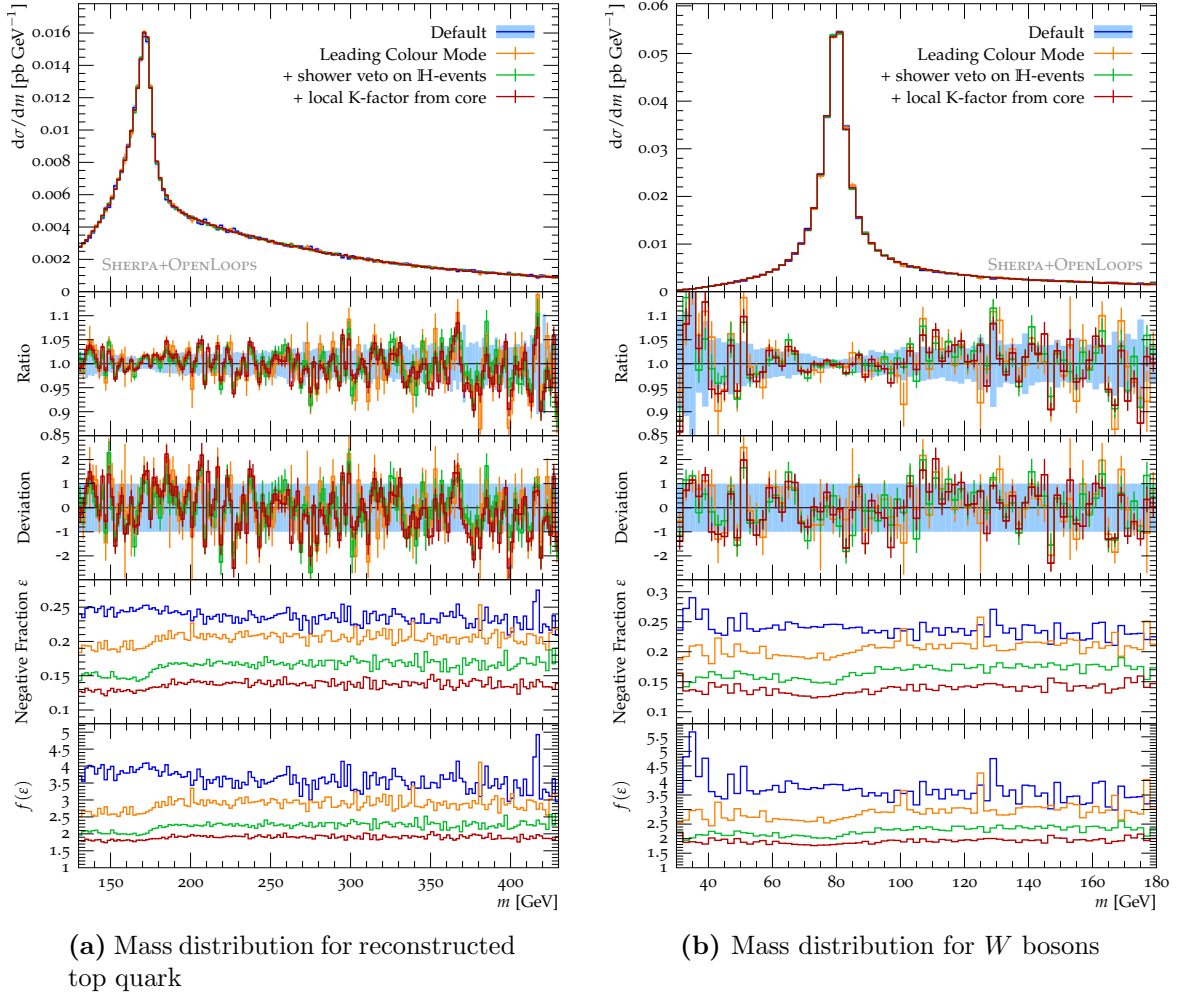 Default
Leading Colour Mode
+ shower veto on ℍ-events
+ local K-factor from core
SHERPA+OPENLOOPS
0
0.002
0.004
0.006
0.008
0.01
0.012
0.014
0.016
dσ/dm [pb GeV⁻¹]
0.85
0.9
0.95
1.0
1.05
1.1
Ratio
-2
-1
0
1
2
Deviation
0.1
0.15
0.2
0.25
Negative Fraction ε
150 200 250 300 350 400
1
1.5
2
2.5
3
3.5
4
4.5
5
m [GeV]
f(ε)
Default
Leading Colour Mode
+ shower veto on ℍ-events
+ local K-factor from core
SHERPA+OPENLOOPS
0
0.01
0.02
0.03
0.04
0.05
0.06
dσ/dm [pb GeV⁻¹]
0.85
0.9
0.95
1.0
1.05
1.1
Ratio
-2
-1
0
1
2
Deviation
0.1
0.15
0.2
0.25
0.3
Negative Fraction ε
40 60 80 100 120 140 160 180
1
1.5
2
2.5
3
3.5
4
4.5
5
5.5
m [GeV]
f(ε)
(a) Mass distribution for reconstructed
top quark
(b) Mass distribution for W bosons